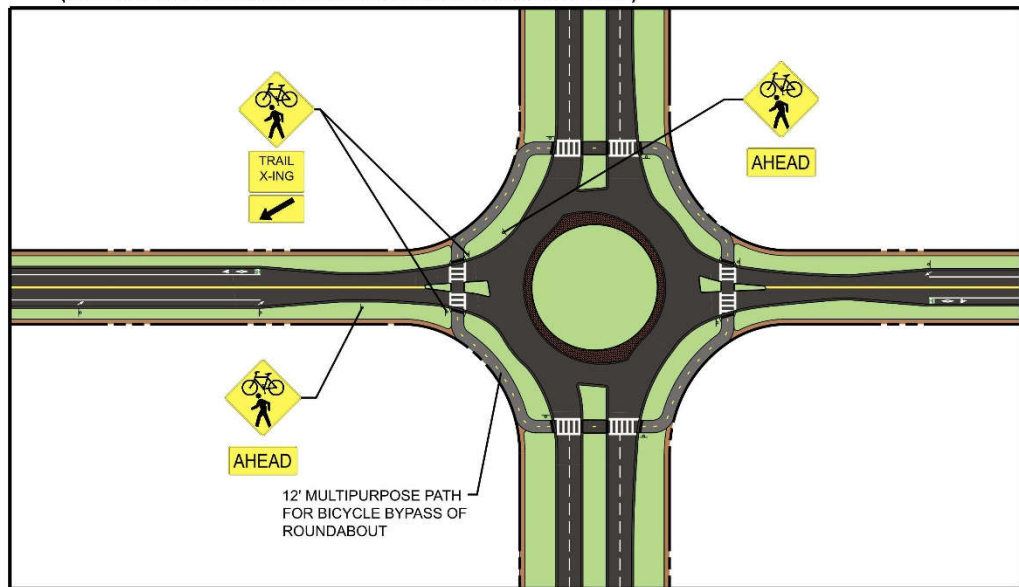 TRAIL
X-ING
AHEAD
AHEAD
12' MULTIPURPOSE PATH
FOR BICYCLE BYPASS OF
ROUNDABOUT